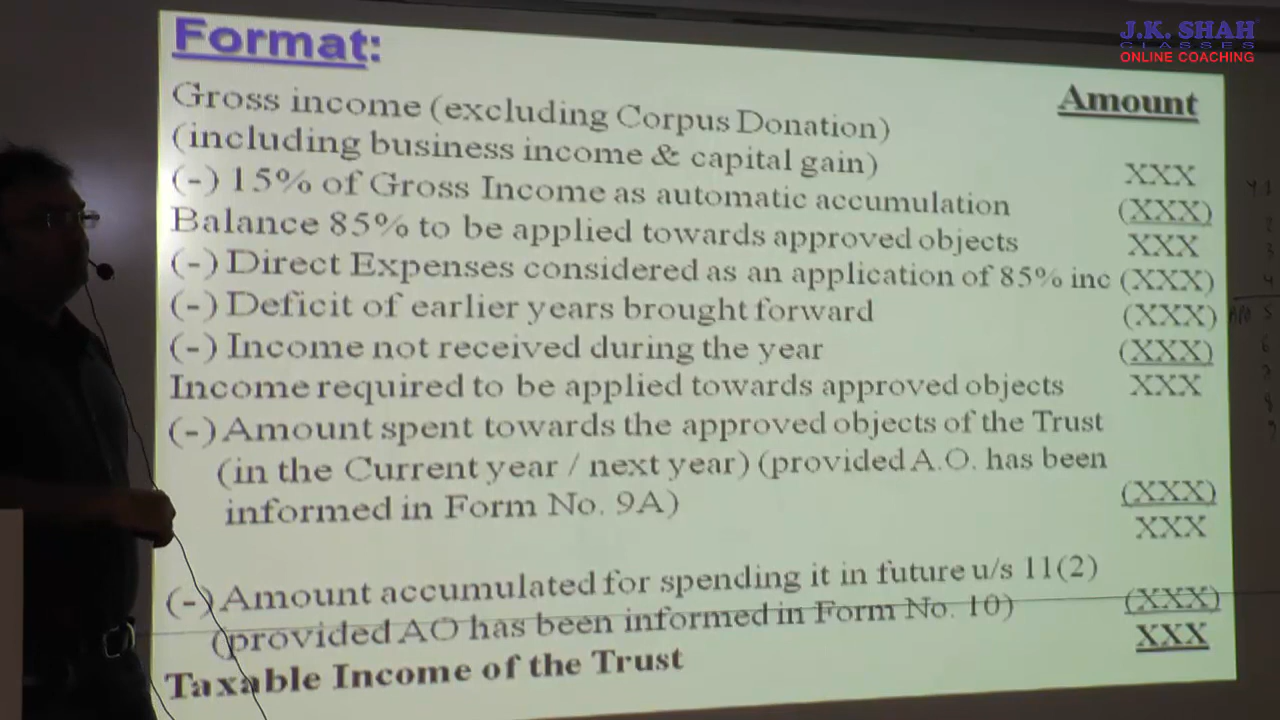 J.K. SHAH
CLASSES
ONLINE COACHING
Format:
Amount
Gross income (excluding Corpus Donation)
(including business income & capital gain) XXX
(-) 15% of Gross Income as automatic accumulation (XXX)
Balance 85% to be applied towards approved objects XXX
(-) Direct Expenses considered as an application of 85% inc (XXX)
(-) Deficit of earlier years brought forward (XXX)
(-) Income not received during the year (XXX)
Income required to be applied towards approved objects XXX
(-) Amount spent towards the approved objects of the Trust
(in the Current year / next year) (provided A.O. has been
informed in Form No. 9A) (XXX)
XXX
(-) Amount accumulated for spending it in future u/s 11(2)
(provided AO has been informed in Form No. 10) (XXX)
Taxable Income of the Trust XXX